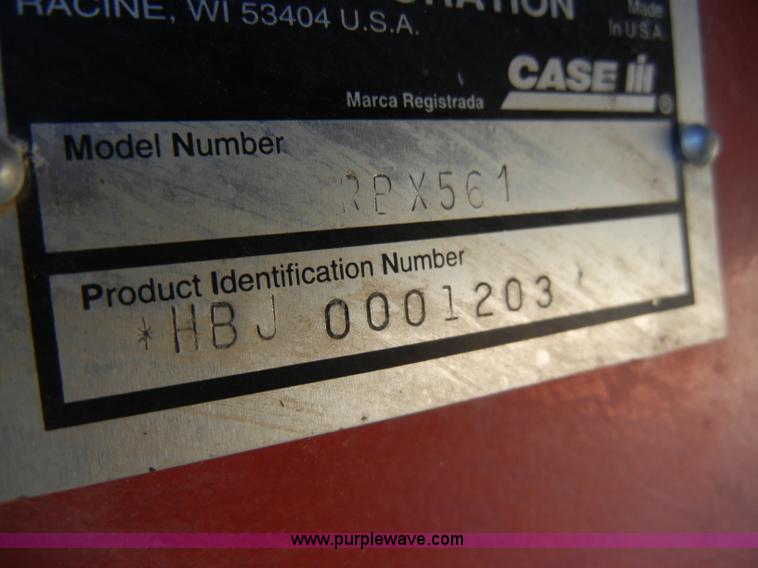 RACINE, WI 53404 U.S.A.
Made
In U.S.A.
CASE IH
Marca Registrada ®
Model Number
RBX561
Product Identification Number
*HBJ 0001203
www.purplewave.com